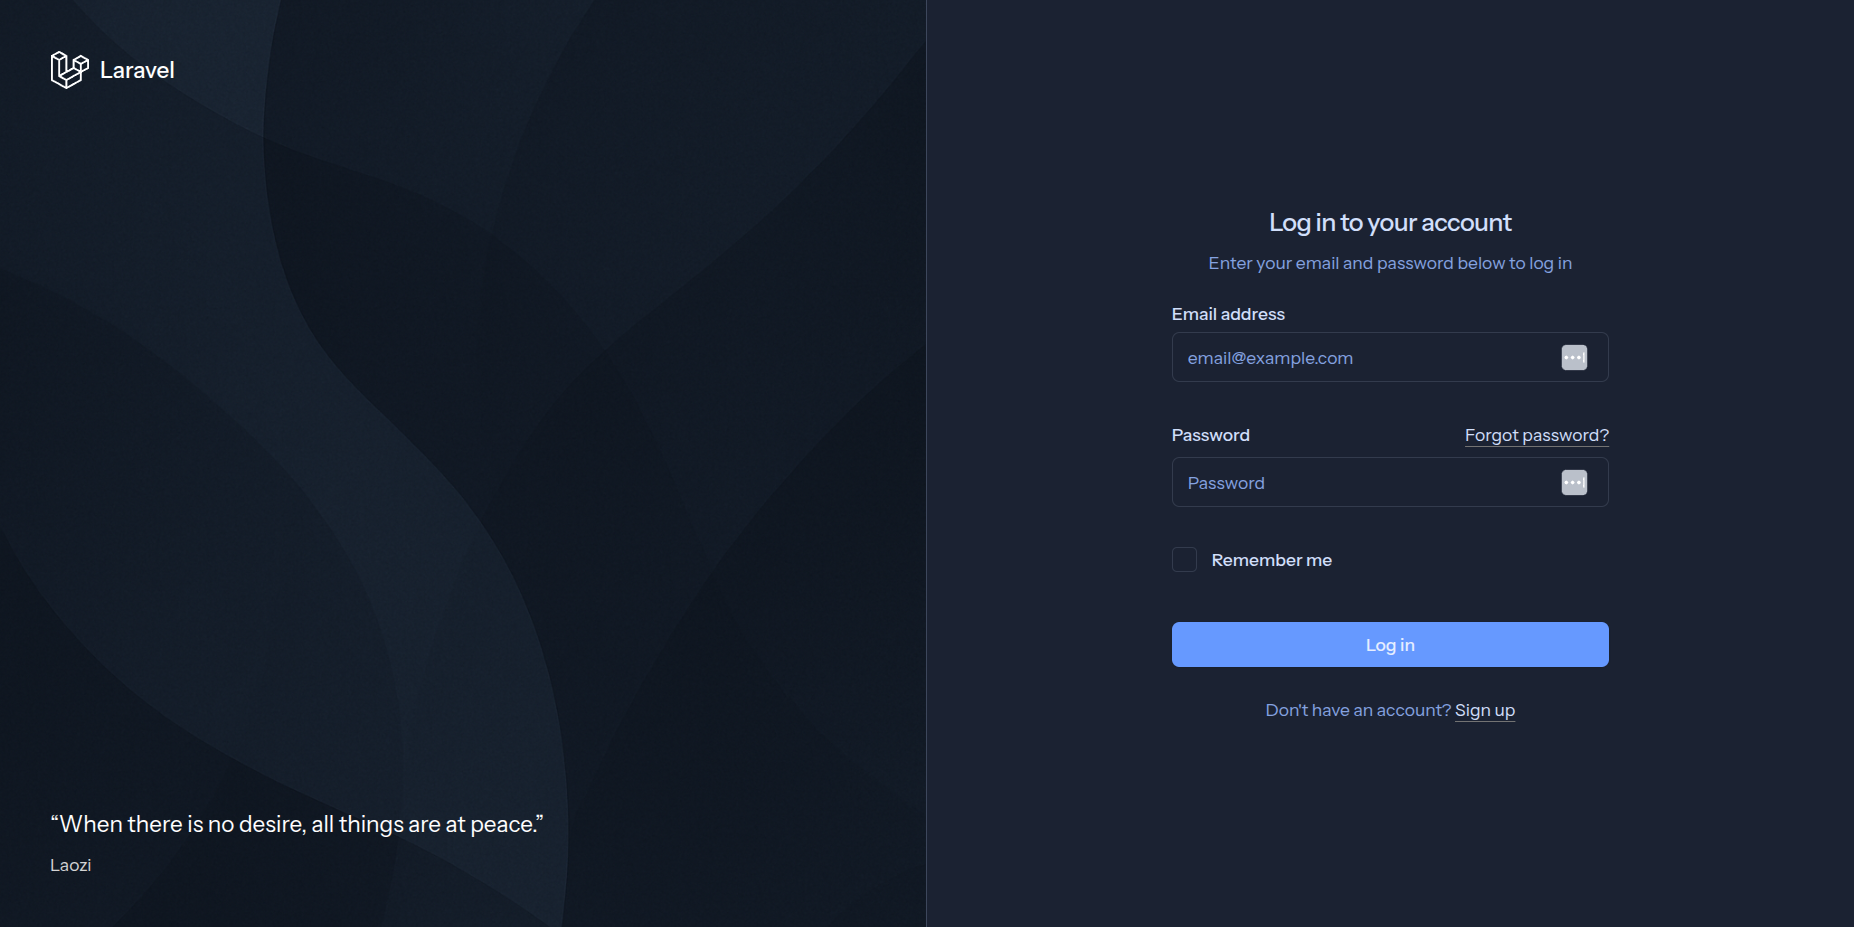 Laravel
“When there is no desire, all things are at peace.”
Laozi
Log in to your account
Enter your email and password below to log in
Email address
email@example.com
Password
Forgot password?
Password
Remember me
Log in
Don't have an account? Sign up